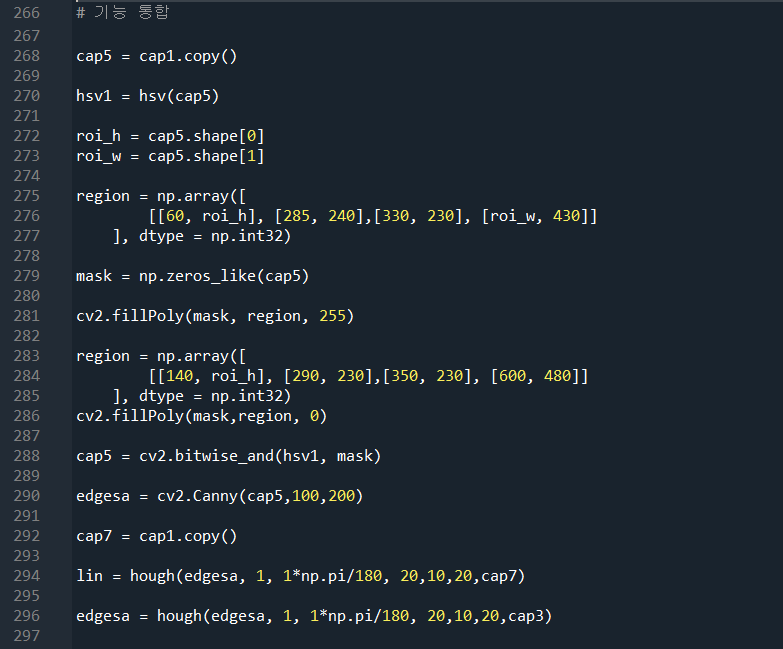 266 # 기능 통합
267
268 cap5 = cap1.copy()
269
270 hsv1 = hsv(cap5)
271
272 roi_h = cap5.shape[0]
273 roi_w = cap5.shape[1]
274
275 region = np.array([
276         [[60, roi_h], [285, 240],[330, 230], [roi_w, 430]]
277     ], dtype = np.int32)
278
279 mask = np.zeros_like(cap5)
280
281 cv2.fillPoly(mask, region, 255)
282
283 region = np.array([
284         [[140, roi_h], [290, 230],[350, 230], [600, 480]]
285     ], dtype = np.int32)
286 cv2.fillPoly(mask,region, 0)
287
288 cap5 = cv2.bitwise_and(hsv1, mask)
289
290 edgesa = cv2.Canny(cap5,100,200)
291
292 cap7 = cap1.copy()
293
294 lin = hough(edgesa, 1, 1*np.pi/180, 20,10,20,cap7)
295
296 edgesa = hough(edgesa, 1, 1*np.pi/180, 20,10,20,cap3)
297